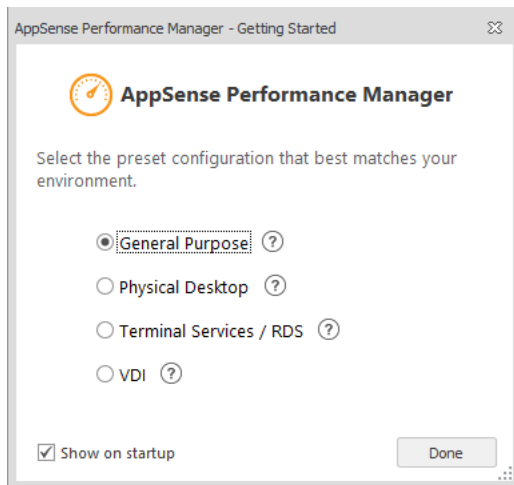 AppSense Performance Manager - Getting Started
AppSense Performance Manager
Select the preset configuration that best matches your
environment.
General Purpose ?
Physical Desktop ?
Terminal Services / RDS ?
VDI ?
Show on startup
Done